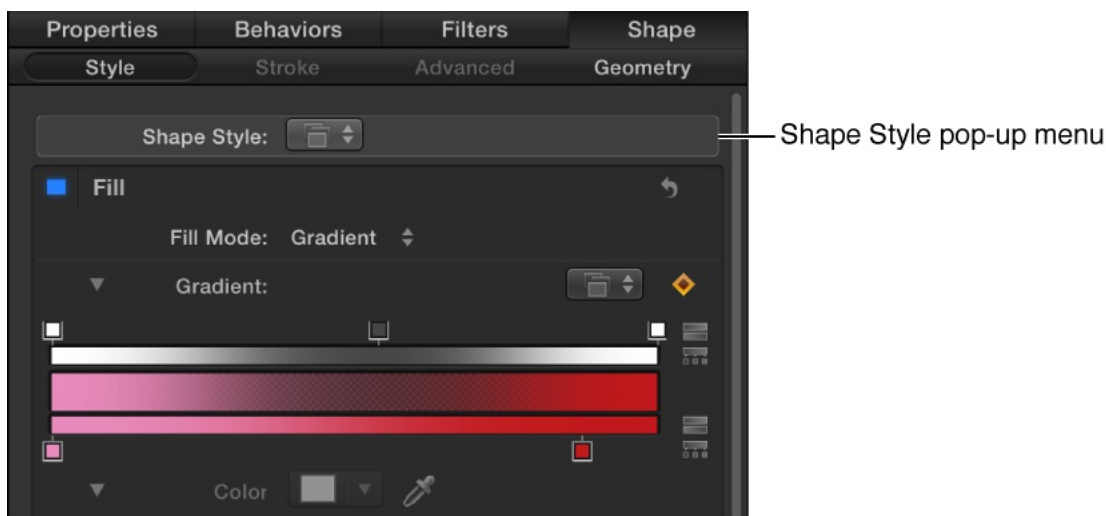 Properties Behaviors Filters Shape
Style Stroke Advanced Geometry
Shape Style:
Shape Style pop-up menu
Fill
Fill Mode: Gradient
Gradient:
Color